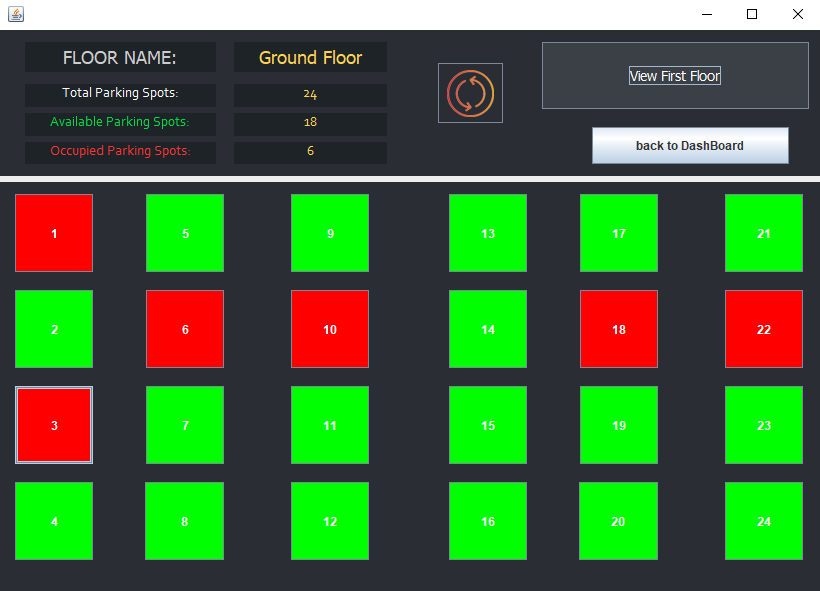 FLOOR NAME: Ground Floor
Total Parking Spots: 24
Available Parking Spots: 18
Occupied Parking Spots: 6
View First Floor
back to DashBoard
1 5 9 13 17 21
2 6 10 14 18 22
3 7 11 15 19 23
4 8 12 16 20 24